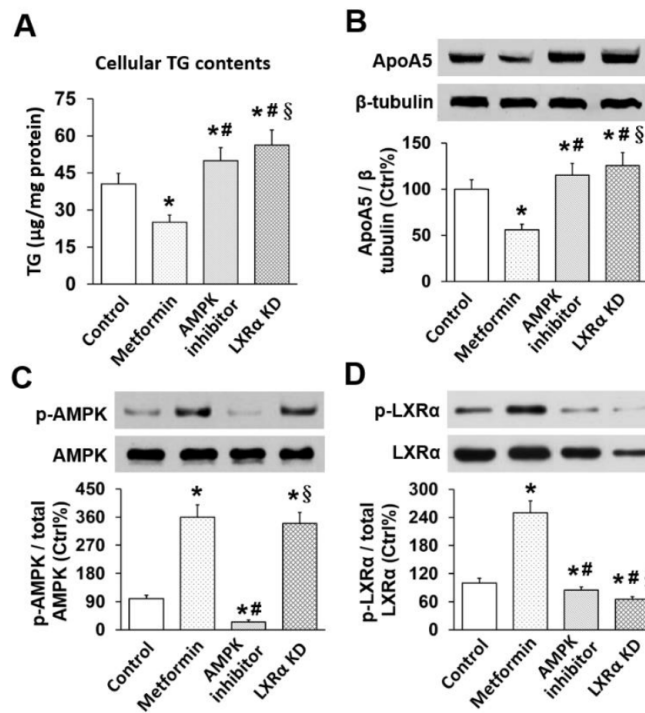 A
Cellular TG contents
TG (μg/mg protein)
75
60
45
30
15
0
*
*#
*# §
Control
Metformin
AMPK
inhibitor
LXRα KD
B
ApoA5
β-tubulin
ApoA5 / β
tubulin (Ctrl%)
150
100
50
0
*
*#
*# §
Control
Metformin
AMPK
inhibitor
LXRα KD
C
p-AMPK
AMPK
p-AMPK / total
AMPK (Ctrl%)
450
360
270
180
90
0
*
*#
*§
Control
Metformin
AMPK
inhibitor
LXRα KD
D
p-LXRα
LXRα
p-LXRα / total
LXRα (Ctrl%)
300
240
180
120
60
0
*
*#
*#
Control
Metformin
AMPK
inhibitor
LXRα KD